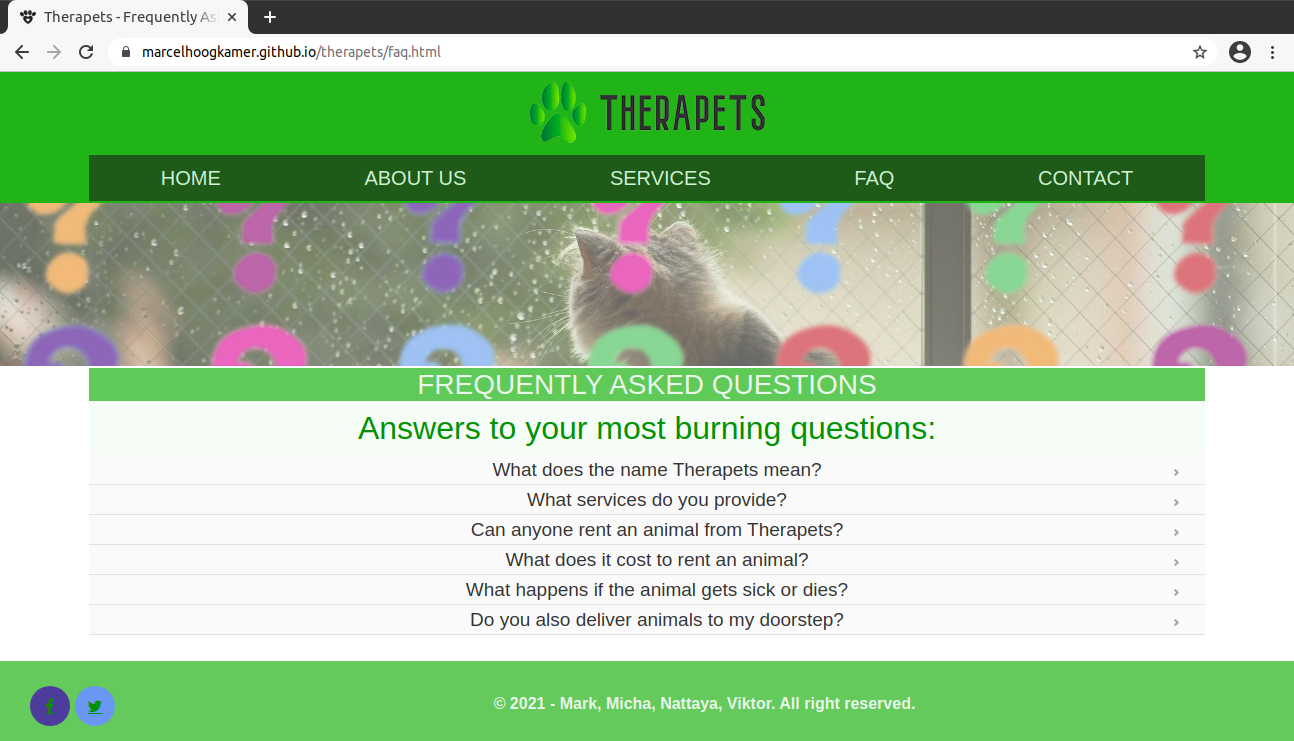 Therapets - Frequently As
marcelhoogkamer.github.io/therapets/faq.html
THERAPETS
HOME ABOUT US SERVICES FAQ CONTACT
? ? ? ? ? ? ?
? ? ? ? ? ? ?
FREQUENTLY ASKED QUESTIONS
Answers to your most burning questions:
What does the name Therapets mean?
What services do you provide?
Can anyone rent an animal from Therapets?
What does it cost to rent an animal?
What happens if the animal gets sick or dies?
Do you also deliver animals to my doorstep?
© 2021 - Mark, Micha, Nattaya, Viktor. All right reserved.